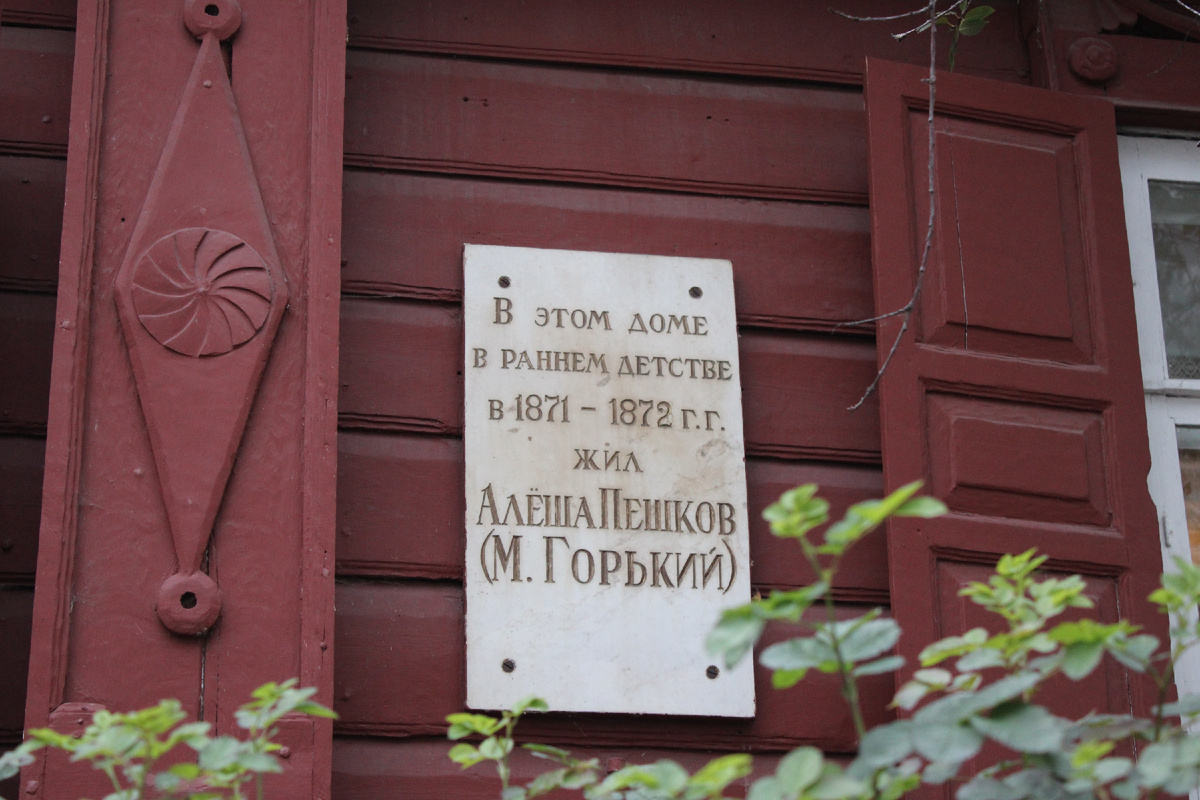 В этом доме
в раннем детстве
в 1871 – 1872 г.г.
жил
Алёша Пешков
(М. Горький)